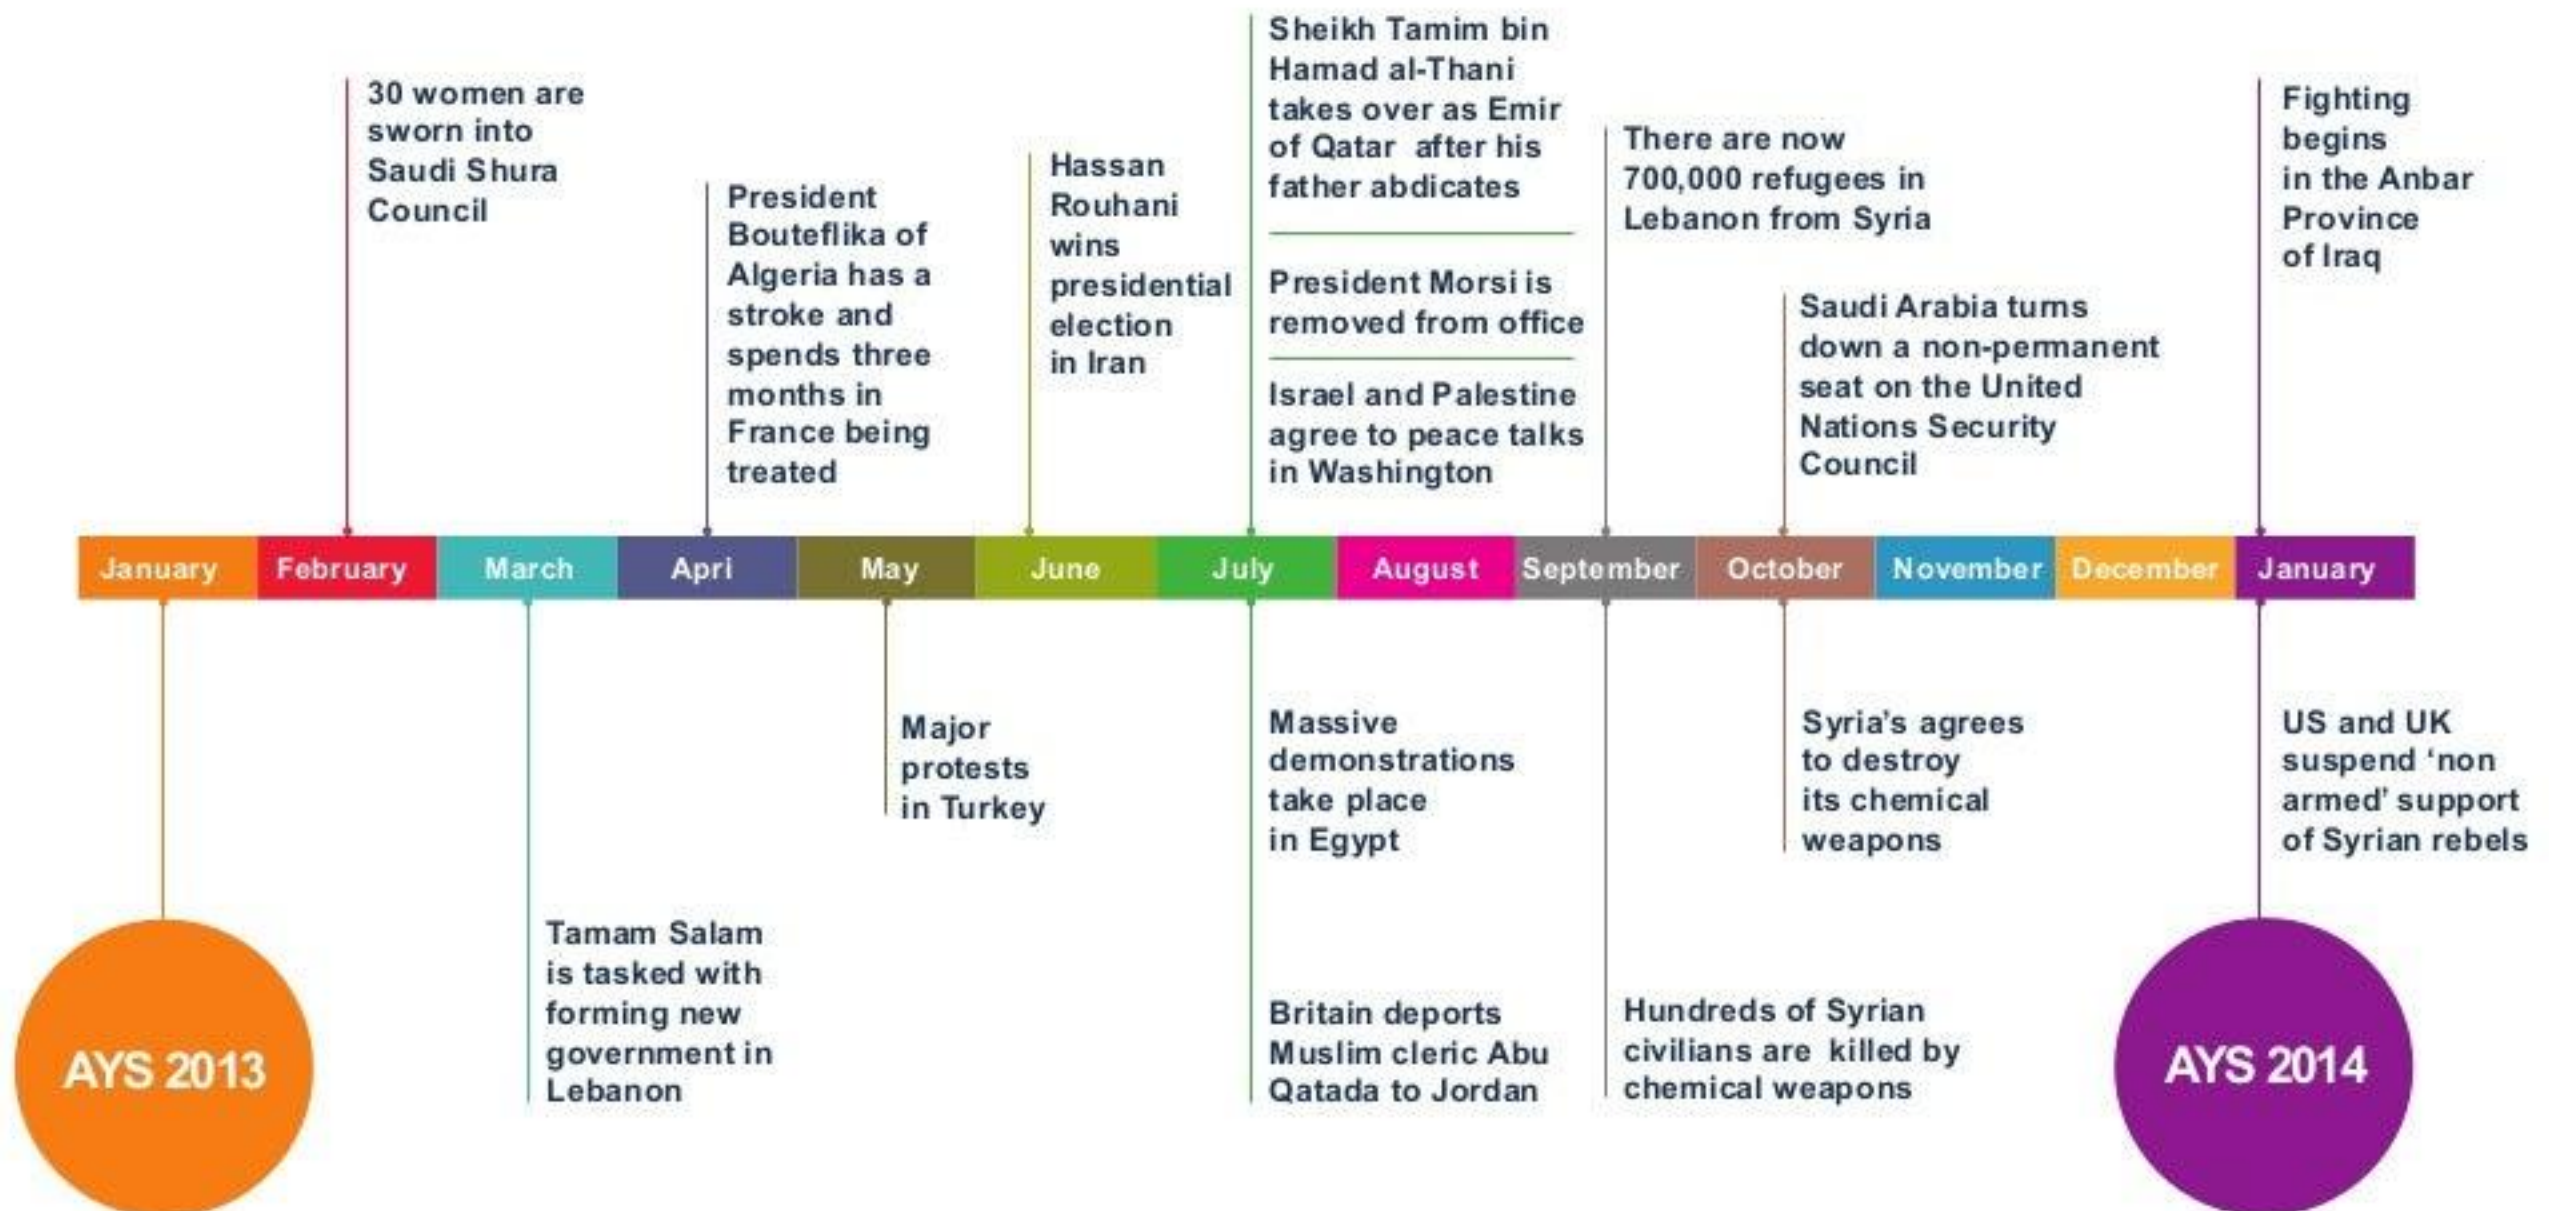 30 women are
sworn into
Saudi Shura
Council
President
Bouteflika of
Algeria has a
stroke and
spends three
months in
France being
treated
Hassan
Rouhani
wins
presidential
election
in Iran
Sheikh Tamim bin
Hamad al-Thani
takes over as Emir
of Qatar after his
father abdicates
President Morsi is
removed from office
Israel and Palestine
agree to peace talks
in Washington
There are now
700,000 refugees in
Lebanon from Syria
Saudi Arabia turns
down a non-permanent
seat on the United
Nations Security
Council
Fighting
begins
in the Anbar
Province
of Iraq
January February March Apri May June July August September October November December January
Tamam Salam
is tasked with
forming new
government in
Lebanon
Major
protests
in Turkey
Massive
demonstrations
take place
in Egypt
Britain deports
Muslim cleric Abu
Qatada to Jordan
Hundreds of Syrian
civilians are killed by
chemical weapons
Syria’s agrees
to destroy
its chemical
weapons
US and UK
suspend ‘non
armed’ support
of Syrian rebels
AYS 2013
AYS 2014